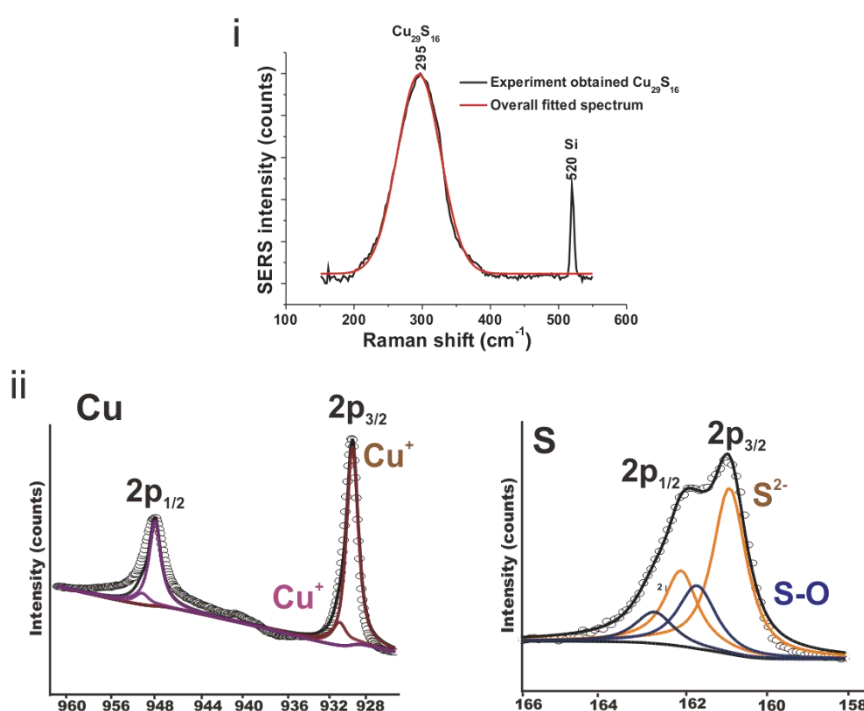 i
Cu₂₉S₁₆
295
Experiment obtained Cu₂₉S₁₆
Overall fitted spectrum
Si
520
SERS intensity (counts)
100 200 300 400 500 600
Raman shift (cm⁻¹)
ii
Cu
2p₃/₂
Cu⁺
2p₁/₂
Cu⁺
Intensity (counts)
960 956 952 948 944 940 936 932 928
S
2p₃/₂
2p₁/₂
S²⁻
S-O
Intensity (counts)
166 164 162 160 158